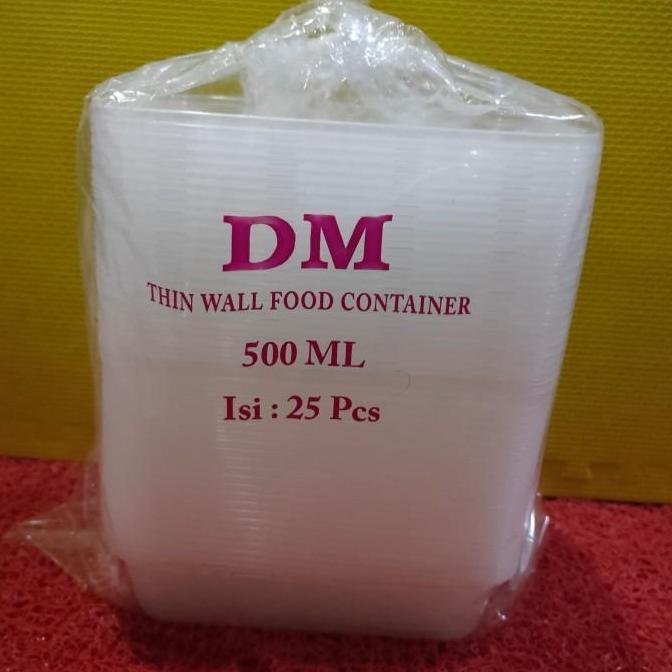 DM
THIN WALL FOOD CONTAINER
500 ML
Isi : 25 Pcs